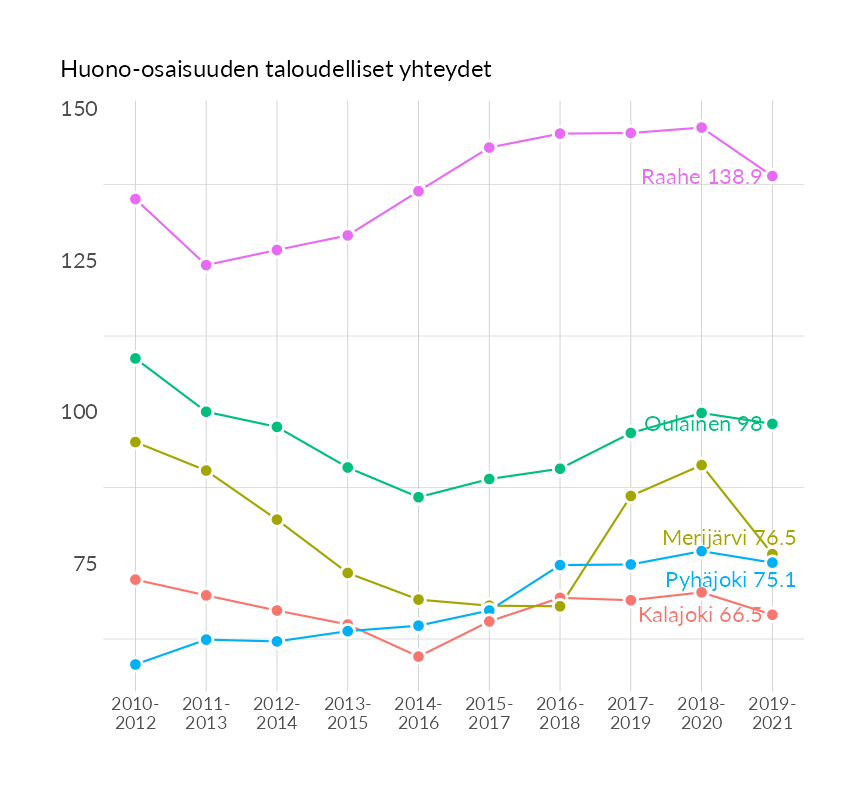 Huono-osaisuuden taloudelliset yhteydet
150
125
100
75
Raahe 138.9
Oulainen 98
Merijärvi 76.5
Pyhäjoki 75.1
Kalajoki 66.5
2010- 2011- 2012- 2013- 2014- 2015- 2016- 2017- 2018- 2019-
2012 2013 2014 2015 2016 2017 2018 2019 2020 2021